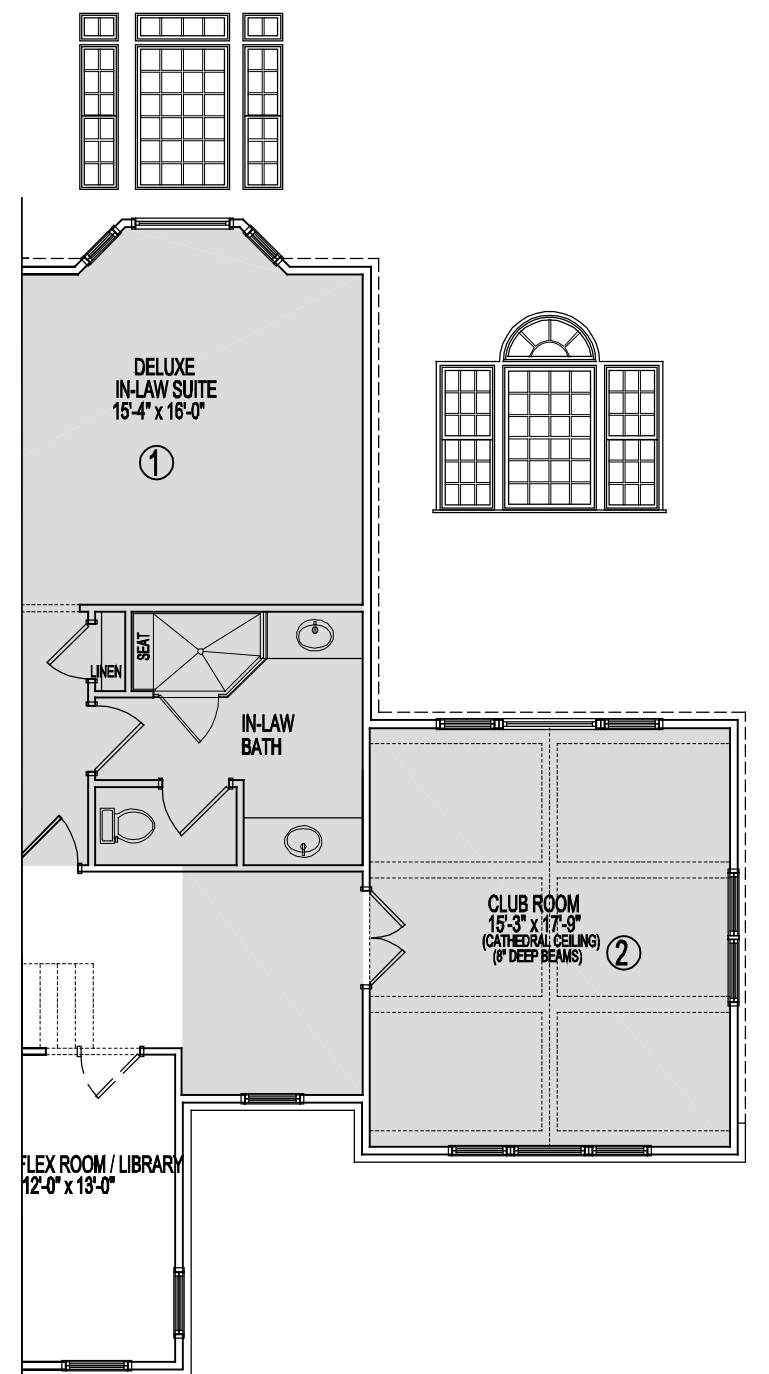 DELUXE
IN-LAW SUITE
15'-4" x 16'-0"
1
SEAT
LINEN
IN-LAW
BATH
CLUB ROOM
15'-3" x 17'-9"
(CATHEDRAL CEILING)
(8" DEEP BEAMS)
2
FLEX ROOM / LIBRARY
12'-0" x 13'-0"